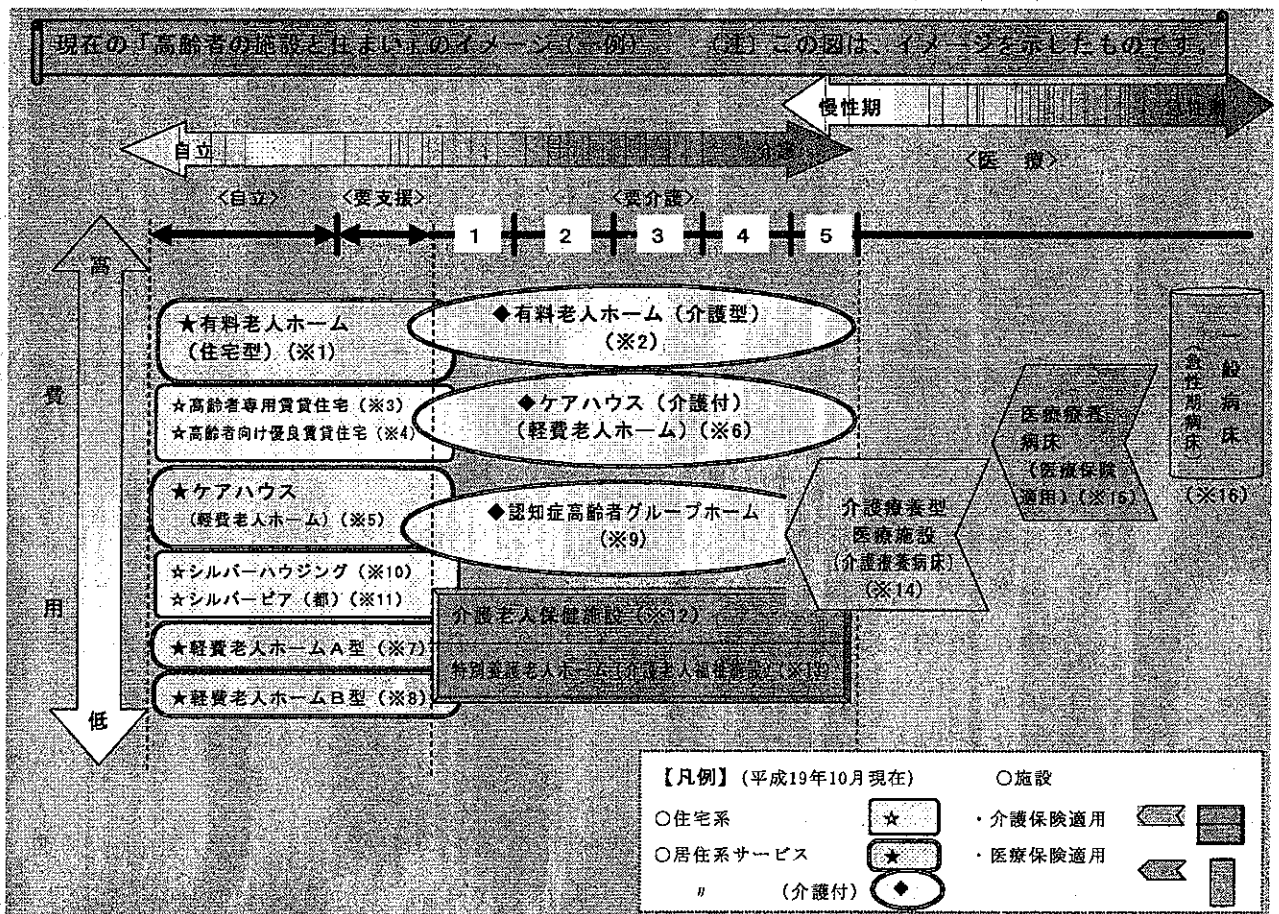 現在の「高齢者の施設と住まい」のイメージ（一例） （注）この図は、イメージを示したものです。
慢性期
自立
介護
<医 療>
<自立>
<要支援>
<要介護>
1
2
3
4
5
高
費
用
低
★有料老人ホーム
（住宅型）（※1）
◆有料老人ホーム（介護型）
（※2）
☆高齢者専用賃貸住宅（※3）
☆高齢者向け優良賃貸住宅（※4）
◆ケアハウス（介護付）
（軽費老人ホーム）（※6）
★ケアハウス
（軽費老人ホーム）（※5）
◆認知症高齢者グループホーム
（※9）
☆シルバーハウジング（※10）
☆シルバーピア（都）（※11）
介護老人保健施設（※12）
★軽費老人ホームA型（※7）
特別養護老人ホーム（介護老人福祉施設）
★軽費老人ホームB型（※8）
介護療養型
医療施設
（介護療養病床）
（※14）
医療療養
病床
（医療保険
適用）（※15）
一般病床
（急性期病床）
（※16）
【凡例】（平成19年10月現在）
○住宅系
☆
○居住系サービス
★
〃 （介護付）
◆
○施設
・介護保険適用
・医療保険適用